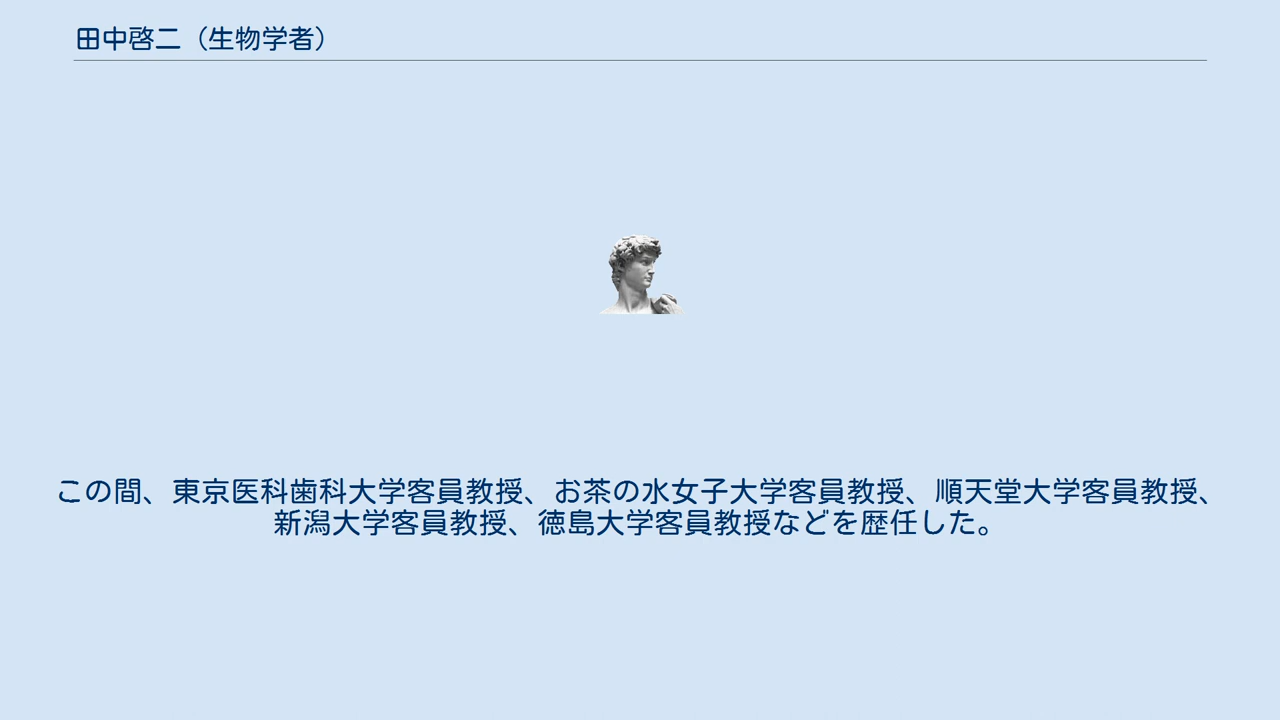 田中啓二（生物学者）
この間、東京医科歯科大学客員教授、お茶の水女子大学客員教授、順天堂大学客員教授、
新潟大学客員教授、徳島大学客員教授などを歴任した。